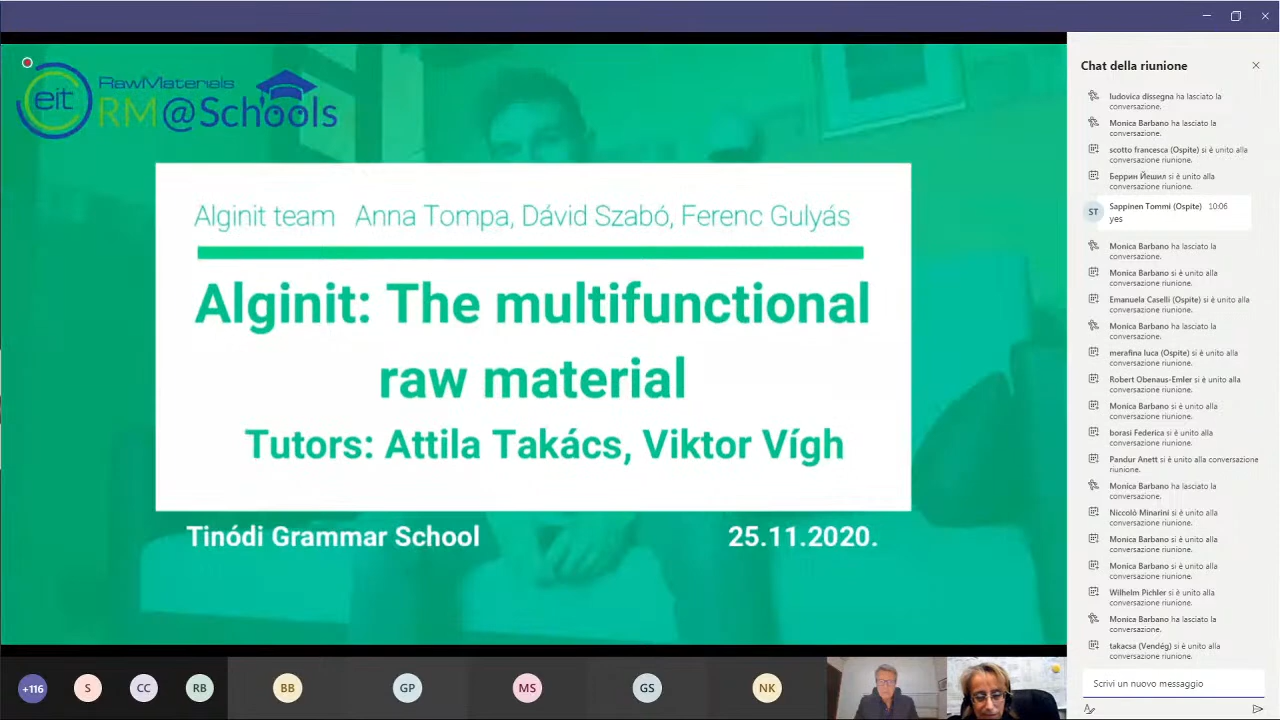 eit
RawMaterials
RM@Schools
Alginit team Anna Tompa, Dávid Szabó, Ferenc Gulyás
Alginit: The multifunctional
raw material
Tutors: Attila Takács, Viktor Vígh
Tinódi Grammar School
25.11.2020.
+116
S
CC
RB
BB
GP
MS
GS
NK
Chat della riunione
ludovica dissegna ha lasciato la
conversazione.
Monica Barbano ha lasciato la
conversazione.
scotto francesca (Ospite) si è unito alla
conversazione riunione.
Беррин Йешил si è unito alla
conversazione riunione.
ST
Sappinen Tommi (Ospite) 10:06
yes
Monica Barbano ha lasciato la
conversazione.
Monica Barbano si è unito alla
conversazione riunione.
Emanuela Caselli (Ospite) si è unito alla
conversazione riunione.
Monica Barbano ha lasciato la
conversazione.
merafina luca (Ospite) si è unito alla
conversazione riunione.
Robert Obenaus-Emler si è unito alla
conversazione riunione.
Monica Barbano si è unito alla
conversazione riunione.
borasi Federica si è unito alla
conversazione riunione.
Pandur Anett si è unito alla conversazione
riunione.
Monica Barbano ha lasciato la
conversazione.
Niccolò Minarini si è unito alla
conversazione riunione.
Monica Barbano si è unito alla
conversazione riunione.
Monica Barbano si è unito alla
conversazione riunione.
Wilhelm Pichler si è unito alla
conversazione riunione.
Monica Barbano ha lasciato la
conversazione.
takacsa (Vendég) si è unito alla
conversazione riunione.
Scrivi un nuovo messaggio